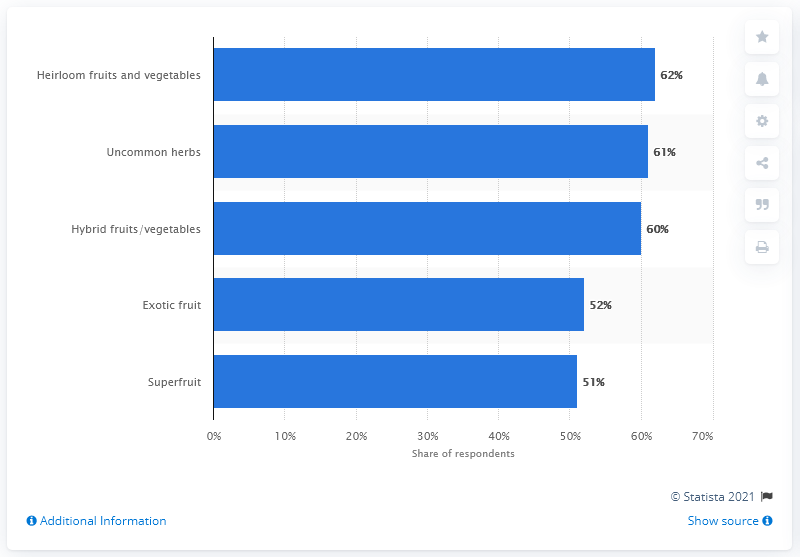 Heirloom fruits and vegetables 62%
Uncommon herbs 61%
Hybrid fruits/vegetables 60%
Exotic fruit 52%
Superfruit 51%
0% 10% 20% 30% 40% 50% 60% 70%
Share of respondents
© Statista 2021
Additional Information Show source